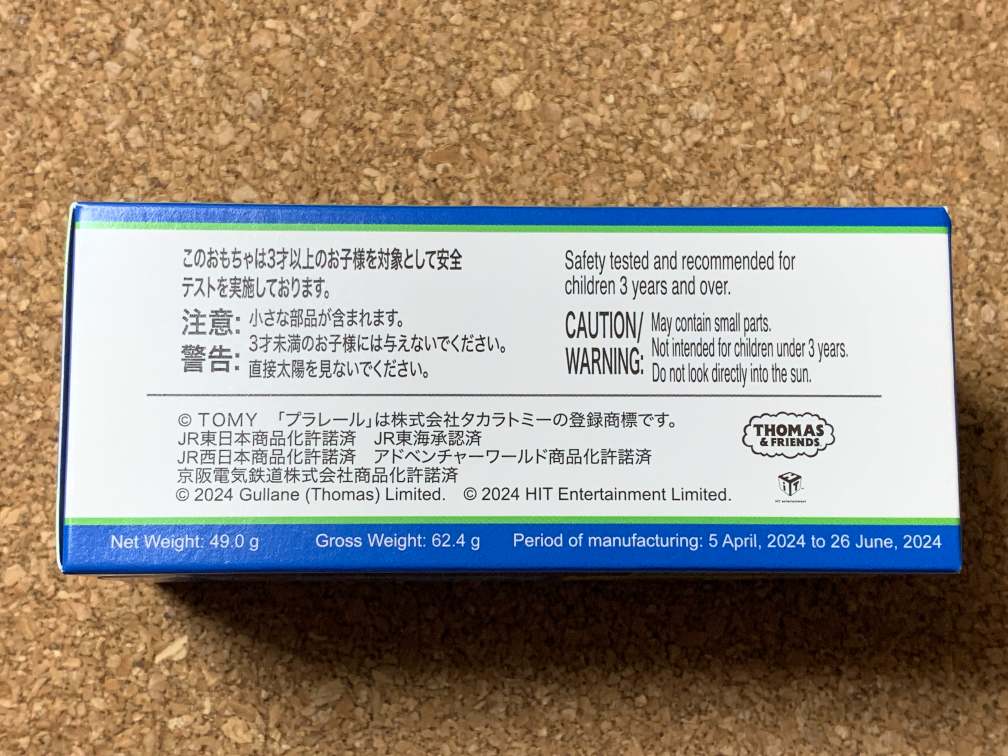 このおもちゃは3才以上のお子様を対象として安全
テストを実施しております。
注意: 小さな部品が含まれます。
警告: 3才未満のお子様には与えないでください。
直接太陽を見ないでください。
Safety tested and recommended for
children 3 years and over.
CAUTION/ May contain small parts.
WARNING: Not intended for children under 3 years.
Do not look directly into the sun.
© TOMY 「プラレール」は株式会社タカラトミーの登録商標です。
JR東日本商品化許諾済 JR東海承認済
JR西日本商品化許諾済 アドベンチャーワールド商品化許諾済
京阪電気鉄道株式会社商品化許諾済
© 2024 Gullane (Thomas) Limited. © 2024 HIT Entertainment Limited.
THOMAS
& FRIENDS
HIT
HIT entertainment
Net Weight: 49.0 g Gross Weight: 62.4 g Period of manufacturing: 5 April, 2024 to 26 June, 2024